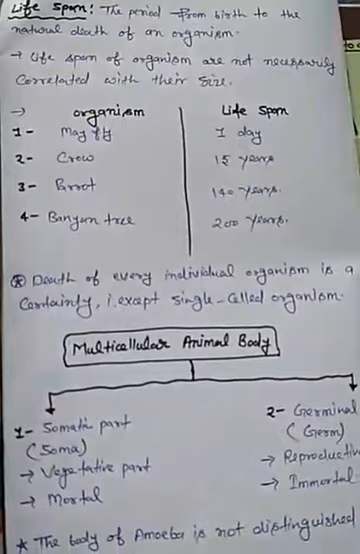 Life Span: The period from birth to the
natural death of an organism.
→ Life span of organism are not necessarily
Correlated with their Size.
→ organism Life Span
1- May fly 1 day
2- Crow 15 years
3- Parrot 140 years.
4- Banyan tree 200 years.
⊛ Death of every individual organism is a
Certainty, i.except single-celled organism.
Multicellular Animal Body
1- Somatic part
(Soma)
→ Vegetative part
→ Mortal
2- Germinal
(Germ)
→ Reproductiv
→ Immortal
* The body of Amoeba is not distinguished